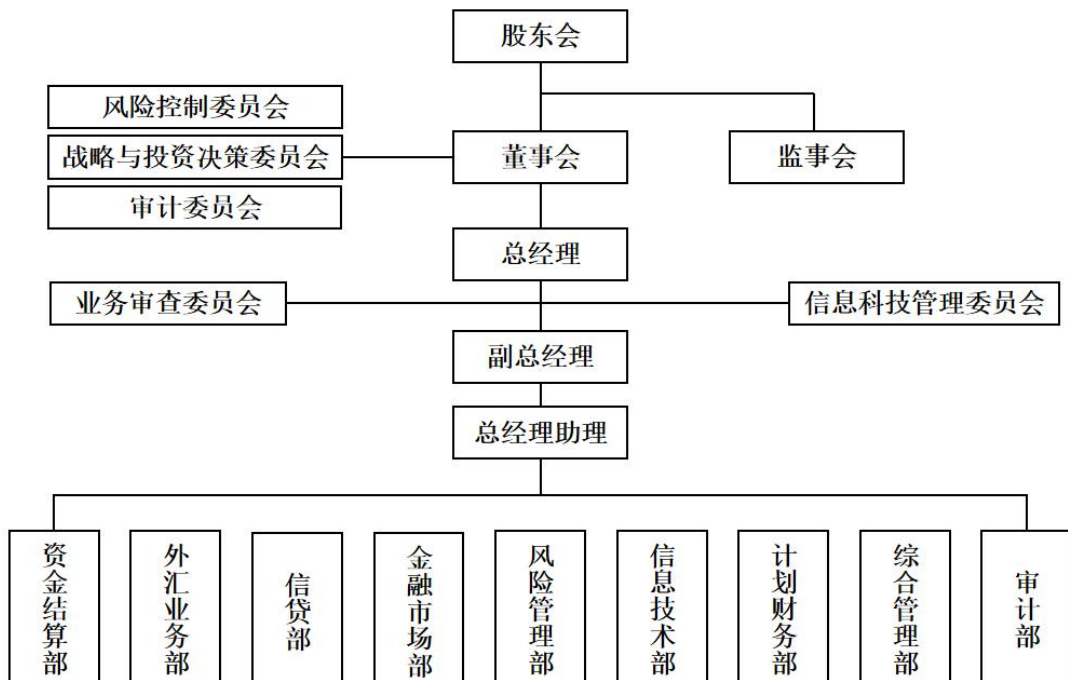 股东会
风险控制委员会
战略与投资决策委员会
董事会
监事会
审计委员会
总经理
业务审查委员会
信息科技管理委员会
副总经理
总经理助理
资金结算部
外汇业务部
信贷部
金融市场部
风险管理部
信息技术部
计划财务部
综合管理部
审计部